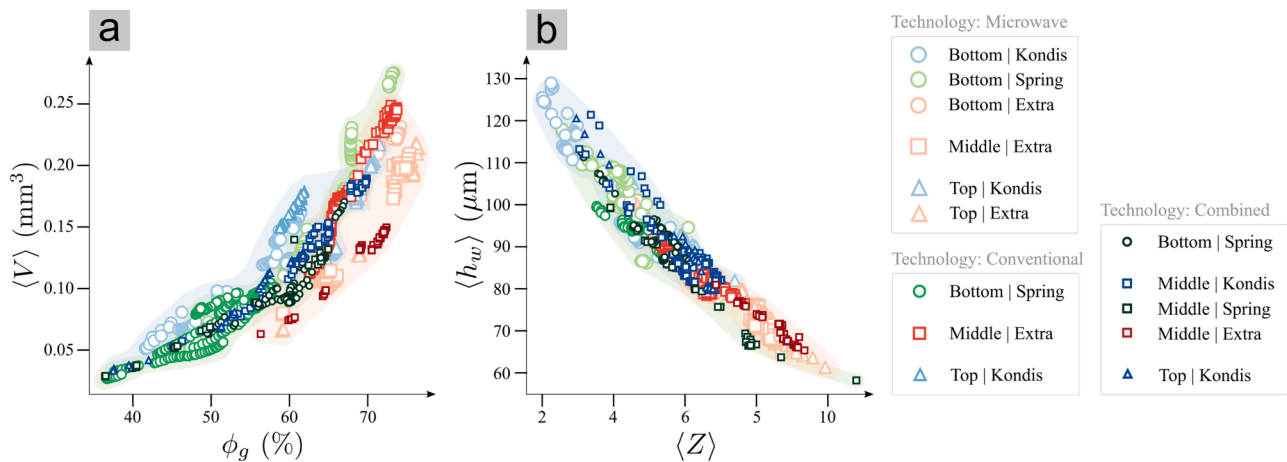 a
b
⟨V⟩ (mm³)
0.25
0.20
0.15
0.10
0.05
40
50
60
70
ϕg (%)
⟨hw⟩ (μm)
130
120
110
100
90
80
70
60
2
4
6
5
10
⟨Z⟩
Technology: Microwave
Bottom | Kondis
Bottom | Spring
Bottom | Extra
Middle | Extra
Top | Kondis
Top | Extra
Technology: Conventional
Bottom | Spring
Middle | Extra
Top | Kondis
Technology: Combined
Bottom | Spring
Middle | Kondis
Middle | Spring
Middle | Extra
Top | Kondis